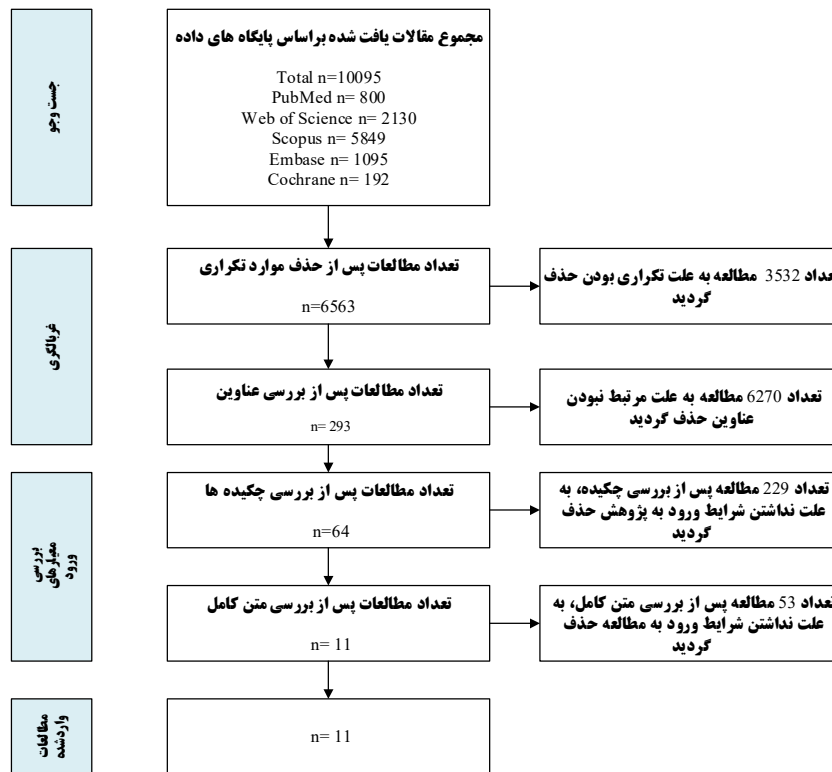 جست وجو
مجموع مقالات یافت شده براساس پایگاه های داده
Total n=10095
PubMed n= 800
Web of Science n= 2130
Scopus n= 5849
Embase n= 1095
Cochrane n= 192
غربالگری
تعداد مطالعات پس از حذف موارد تکراری
n=6563
تعداد 3532 مطالعه به علت تکراری بودن حذف
گردید
تعداد مطالعات پس از بررسی عناوین
n= 293
تعداد 6270 مطالعه به علت مرتبط نبودن
عناوین حذف گردید
بررسی
معیارهای
ورود
تعداد مطالعات پس از بررسی چکیده ها
n=64
تعداد 229 مطالعه پس از بررسی چکیده، به
علت نداشتن شرایط ورود به پژوهش حذف
گردید
تعداد مطالعات پس از بررسی متن کامل
n= 11
تعداد 53 مطالعه پس از بررسی متن کامل، به
علت نداشتن شرایط ورود به مطالعه حذف
گردید
مطالعات
واردشده
n= 11